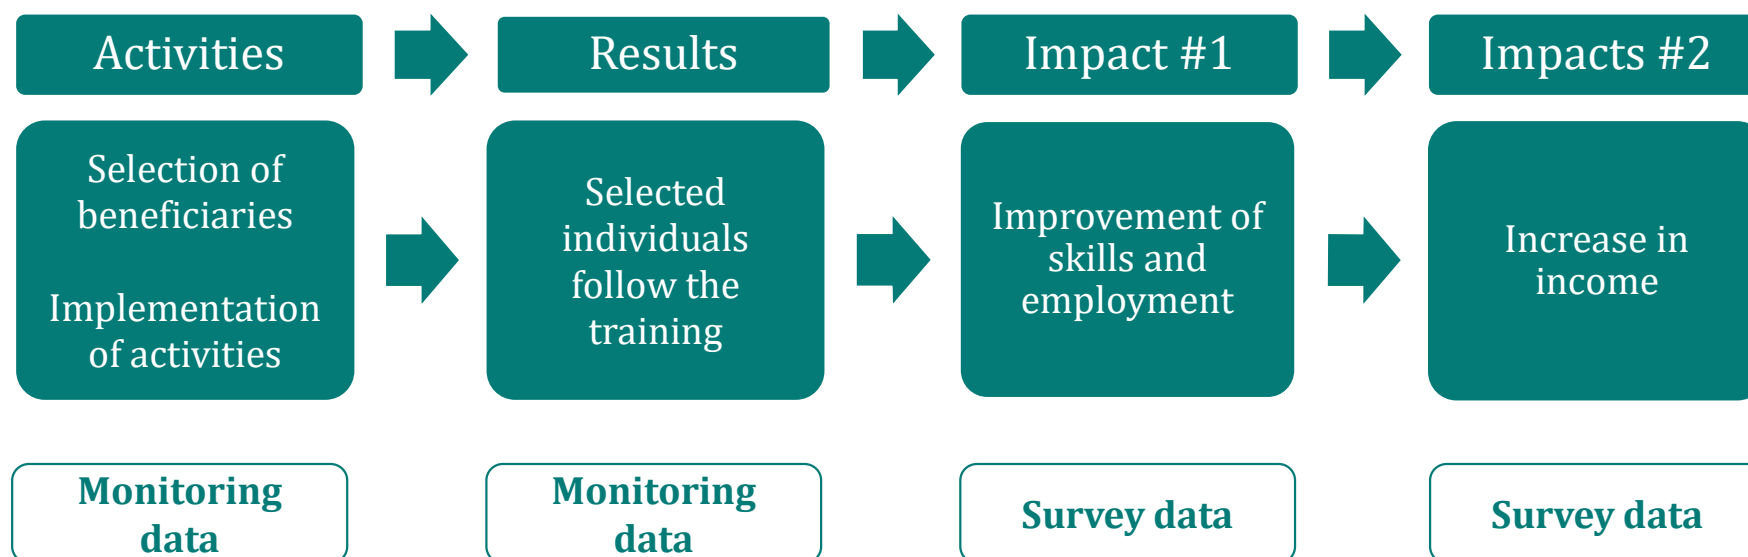 Activities
Results
Impact #1
Impacts #2
Selection of
beneficiaries
Implementation
of activities
Selected
individuals
follow the
training
Improvement of
skills and
employment
Increase in
income
Monitoring
data
Monitoring
data
Survey data
Survey data